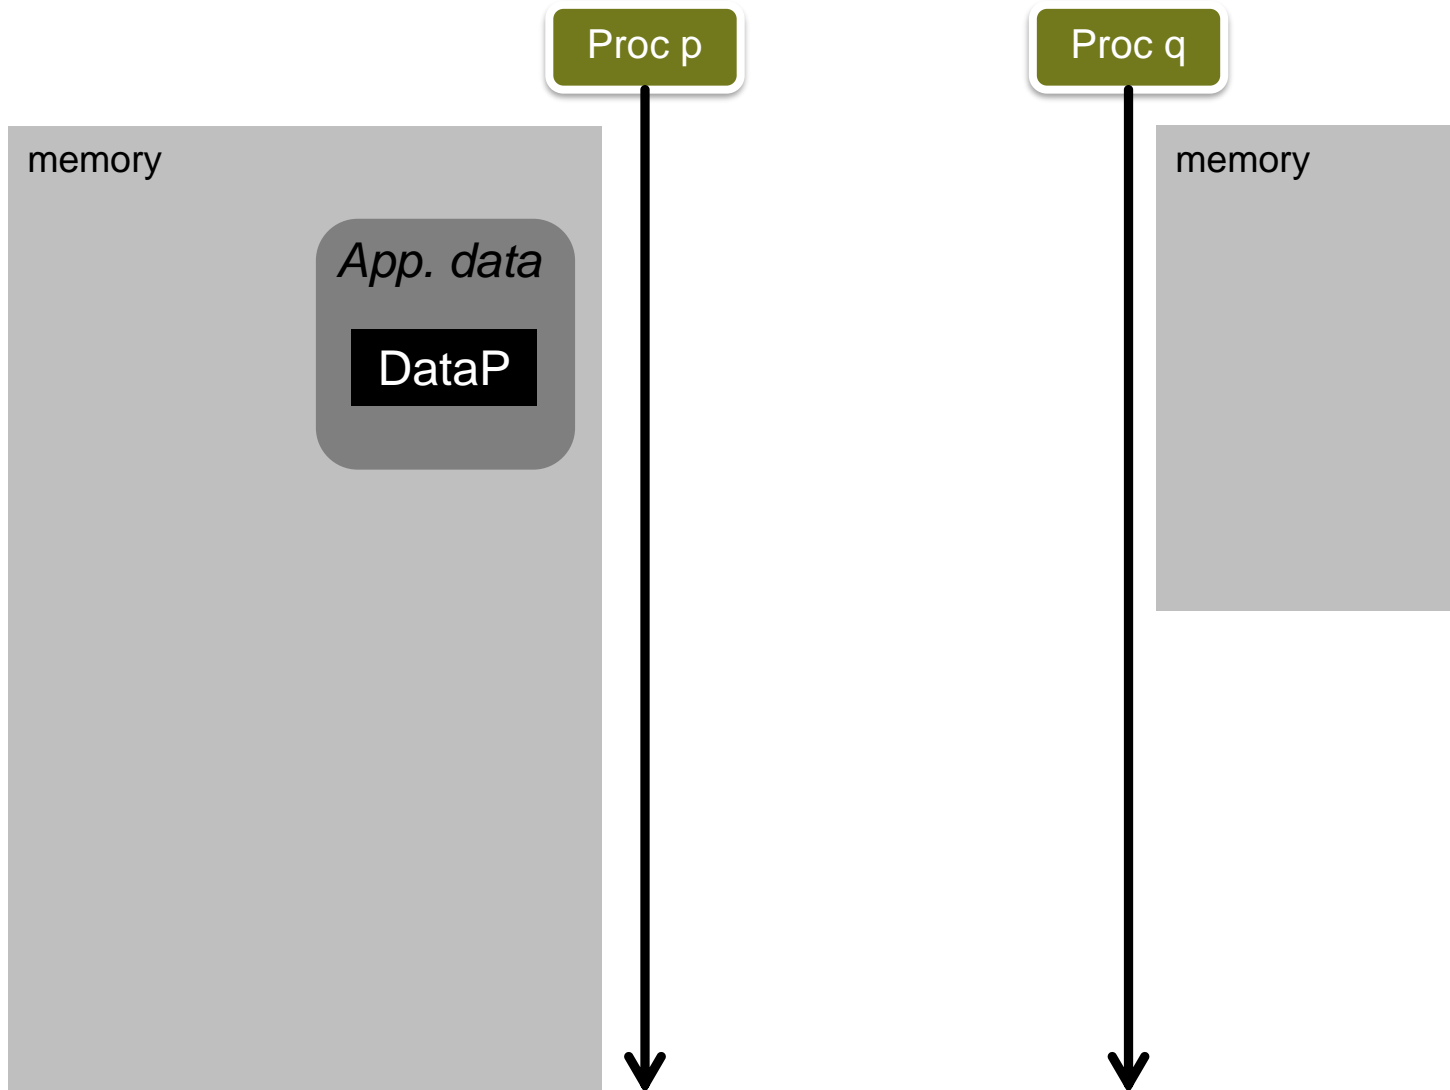 Proc p
Proc q
memory
memory
App. data
DataP